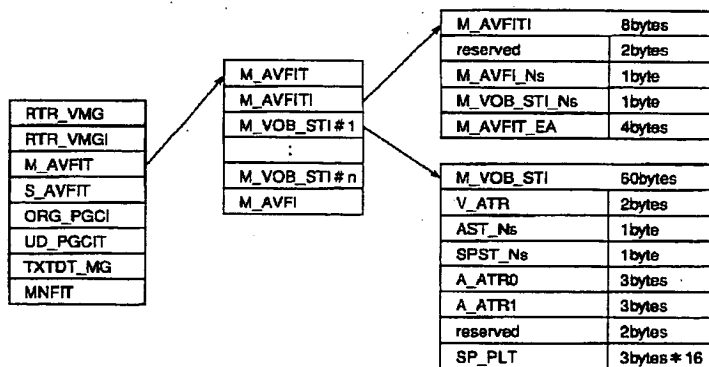 RTR_VMG
RTR_VMGI
M_AVFIT
S_AVFIT
ORG_PGCI
UD_PGCIT
TXTDT_MG
MNFIT
M_AVFIT
M_AVFITI
M_VOB_STI#1
:
M_VOB_STI#n
M_AVFI
M_AVFITI 8bytes
reserved 2bytes
M_AVFI_Ns 1byte
M_VOB_STI_Ns 1byte
M_AVFIT_EA 4bytes
M_VOB_STI 60bytes
V_ATR 2bytes
AST_Ns 1byte
SPST_Ns 1byte
A_ATR0 3bytes
A_ATR1 3bytes
reserved 2bytes
SP_PLT 3bytes*16